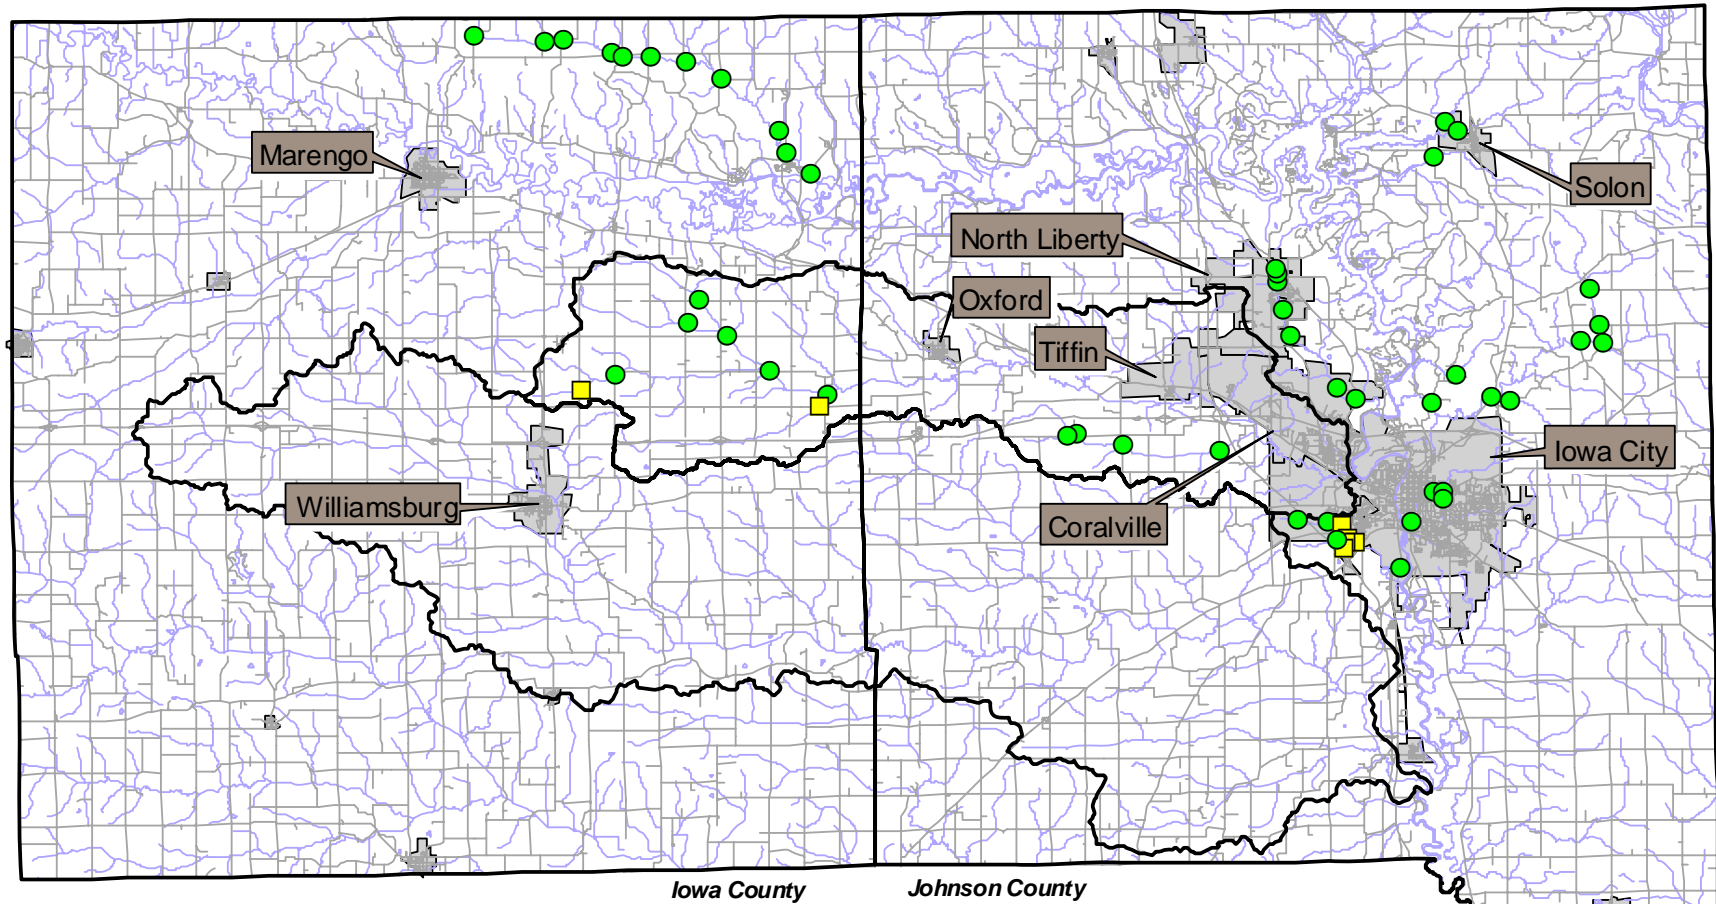 Marengo
Solon
North Liberty
Oxford
Tiffin
Iowa City
Williamsburg
Coralville
Iowa County
Johnson County